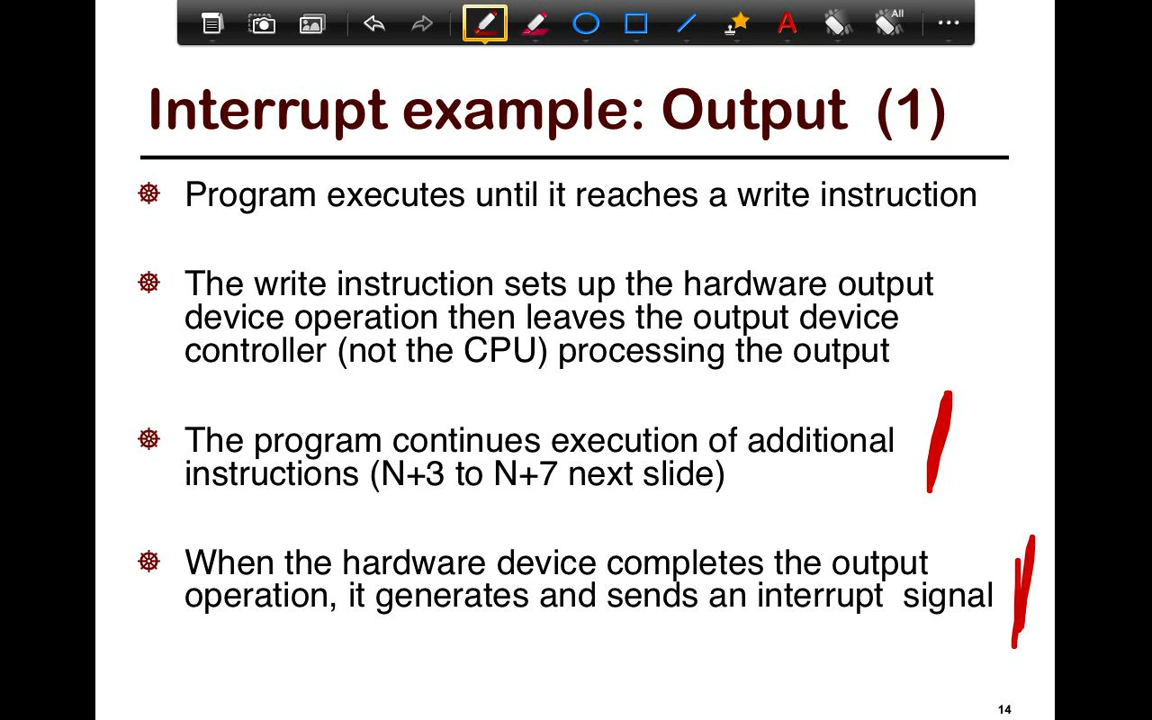 All
A
Interrupt example: Output (1)
Program executes until it reaches a write instruction
The write instruction sets up the hardware output
device operation then leaves the output device
controller (not the CPU) processing the output
The program continues execution of additional
instructions (N+3 to N+7 next slide)
When the hardware device completes the output
operation, it generates and sends an interrupt signal
14